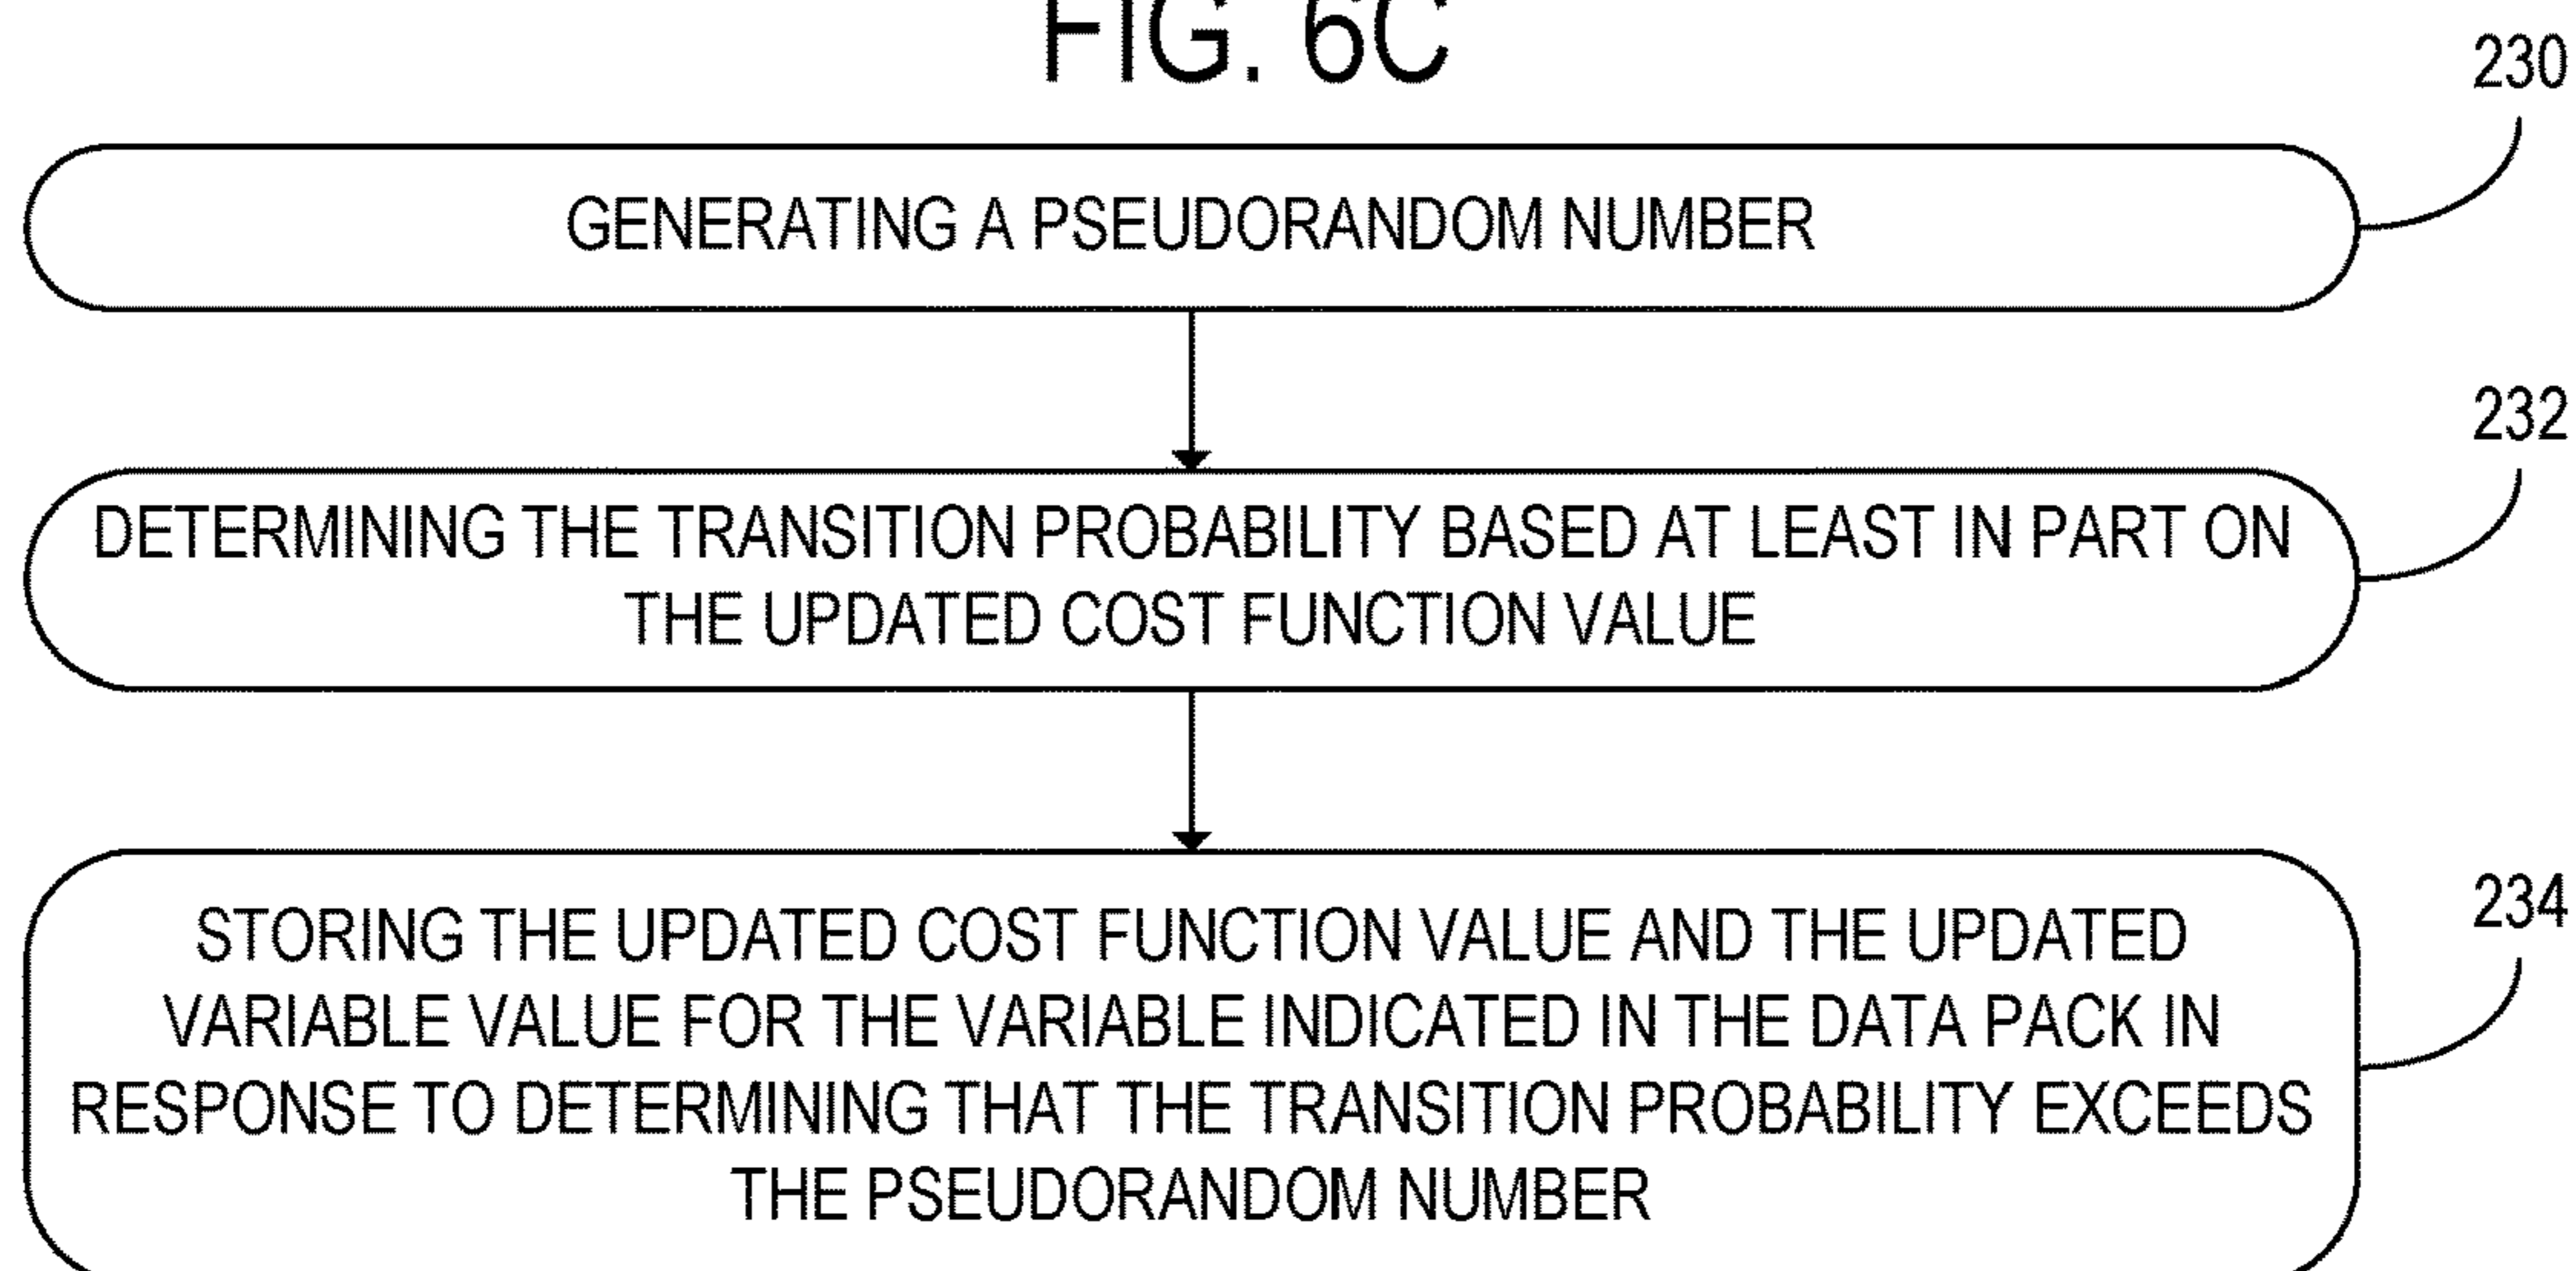 FIG. 6C
230
GENERATING A PSEUDORANDOM NUMBER
232
DETERMINING THE TRANSITION PROBABILITY BASED AT LEAST IN PART ON
THE UPDATED COST FUNCTION VALUE
234
STORING THE UPDATED COST FUNCTION VALUE AND THE UPDATED
VARIABLE VALUE FOR THE VARIABLE INDICATED IN THE DATA PACK IN
RESPONSE TO DETERMINING THAT THE TRANSITION PROBABILITY EXCEEDS
THE PSEUDORANDOM NUMBER